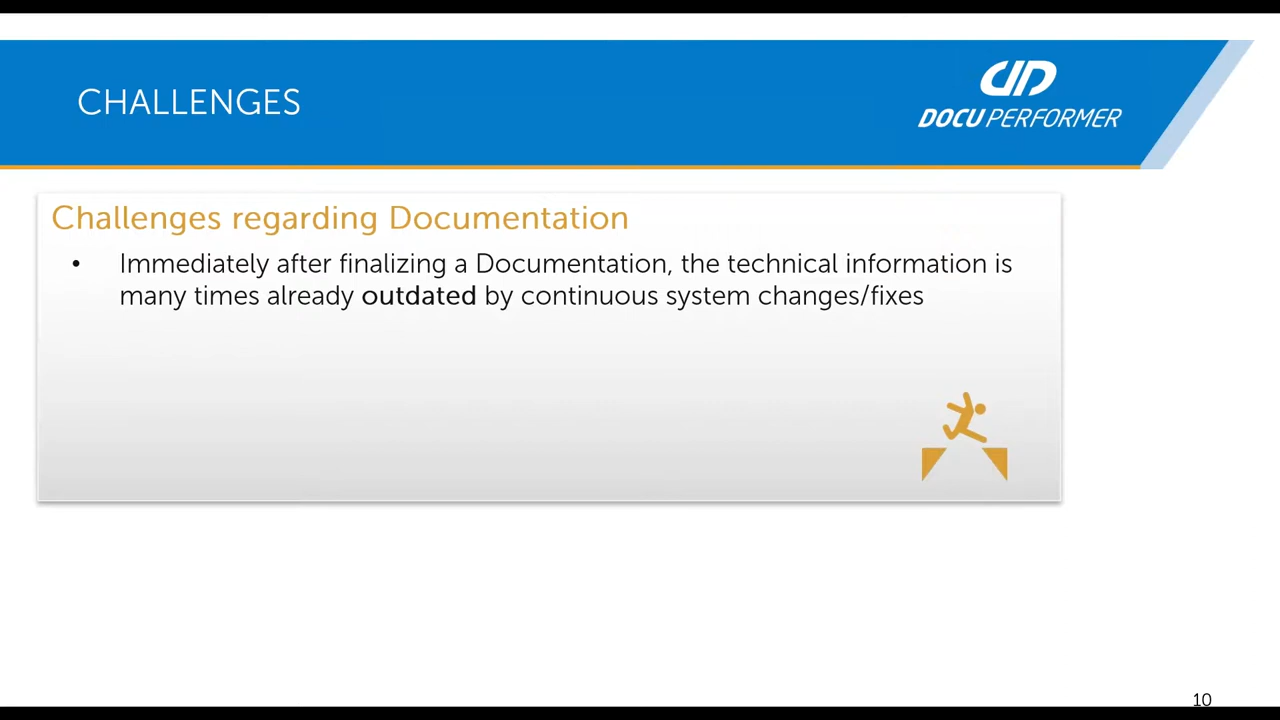 CHALLENGES
DOCU PERFORMER
Challenges regarding Documentation
• Immediately after finalizing a Documentation, the technical information is
many times already outdated by continuous system changes/fixes
10